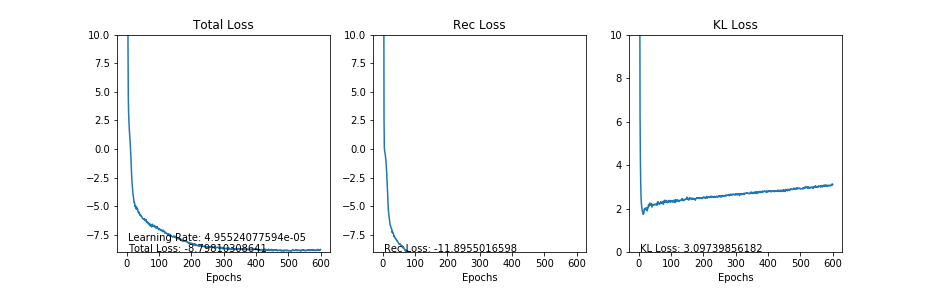 Total Loss
10.0
7.5
5.0
2.5
0.0
−2.5
−5.0
−7.5
Learning Rate: 4.95524077594e-05
Total Loss: -8.79810308641
0 100 200 300 400 500 600
Epochs
Rec Loss
10.0
7.5
5.0
2.5
0.0
−2.5
−5.0
−7.5
Rec Loss: -11.8955016598
0 100 200 300 400 500 600
Epochs
KL Loss
10
8
6
4
2
0
KL Loss: 3.09739856182
0 100 200 300 400 500 600
Epochs